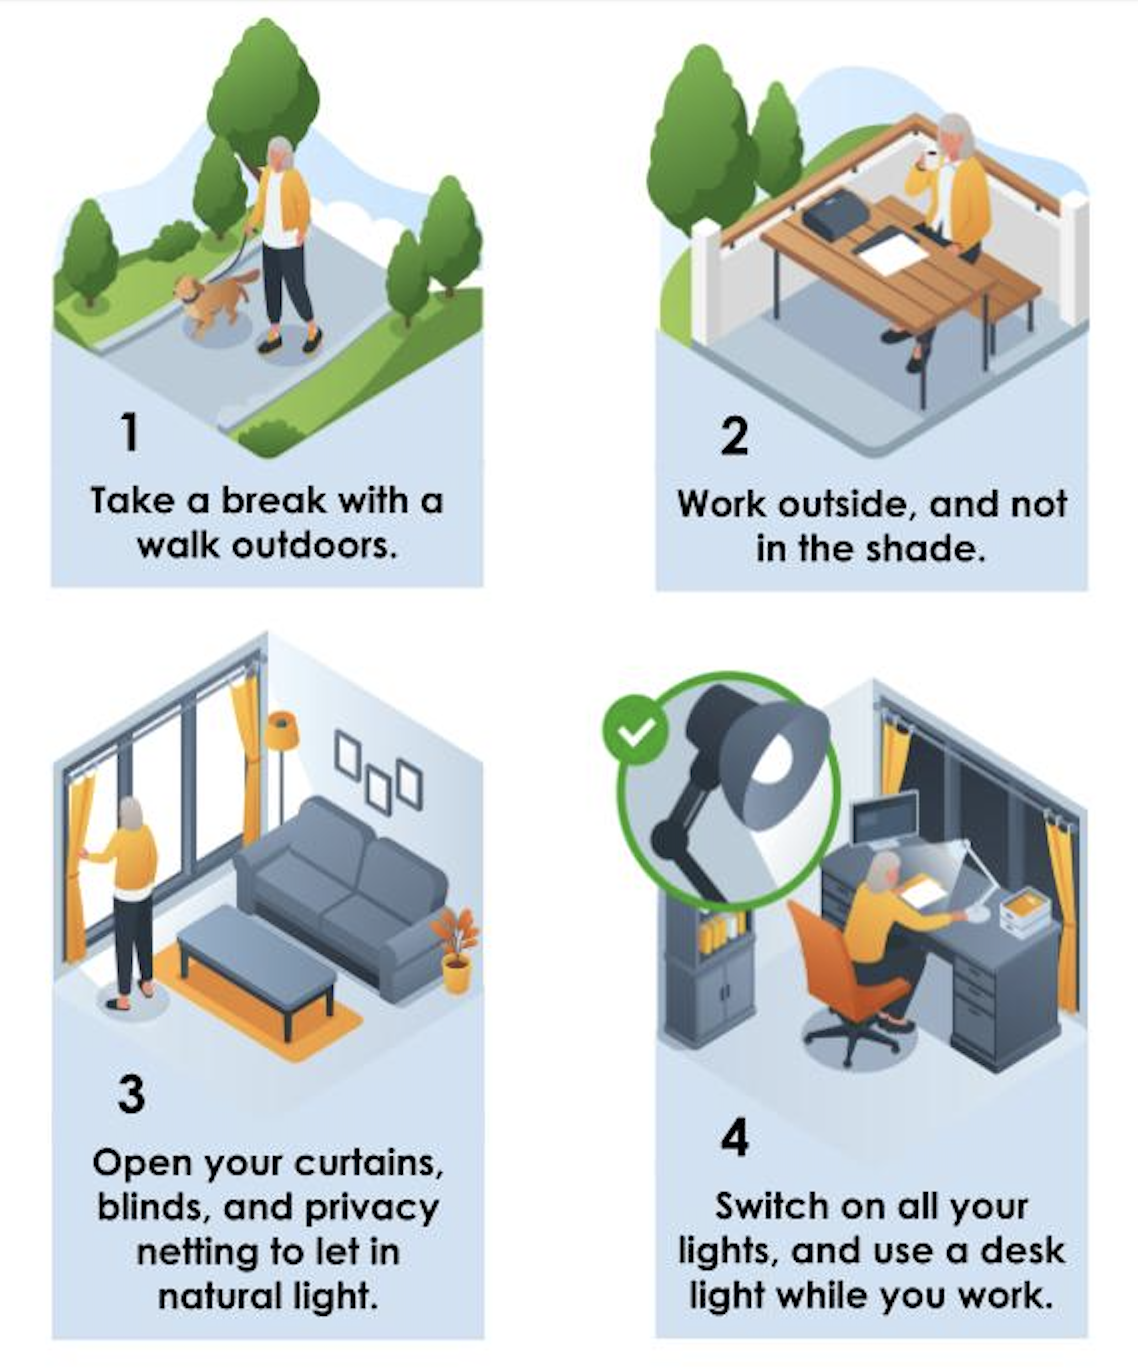 1
Take a break with a
walk outdoors.
2
Work outside, and not
in the shade.
3
Open your curtains,
blinds, and privacy
netting to let in
natural light.
4
Switch on all your
lights, and use a desk
light while you work.